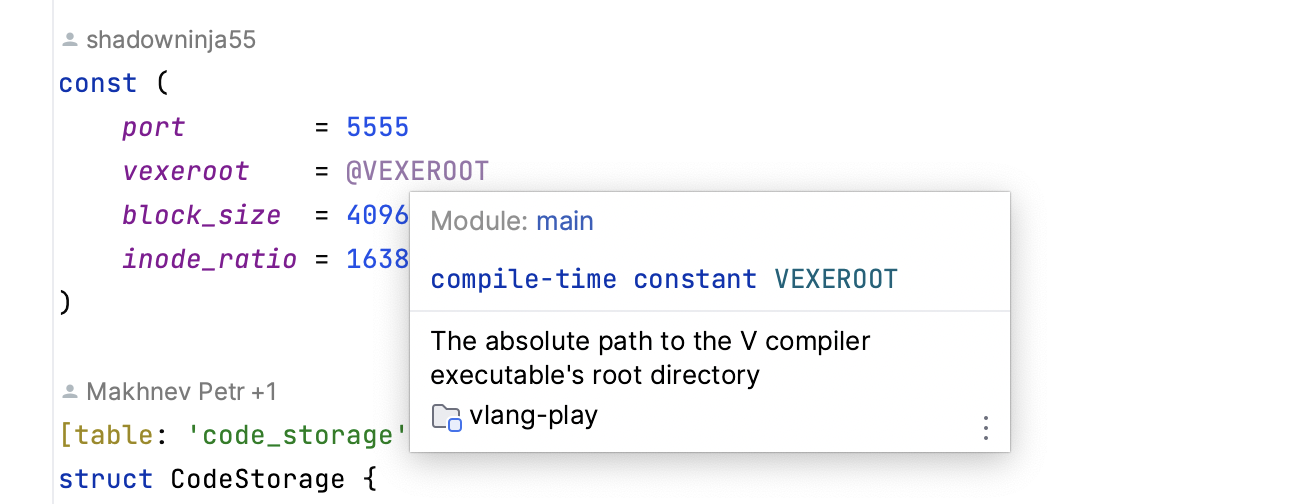 shadowninja55
const (
port = 5555
vexeroot = @VEXEROOT
block_size = 4096
inode_ratio = 1638
)
Module: main
compile-time constant VEXEROOT
The absolute path to the V compiler
executable's root directory
vlang-play
Makhnev Petr +1
[table: 'code_storage'
struct CodeStorage {